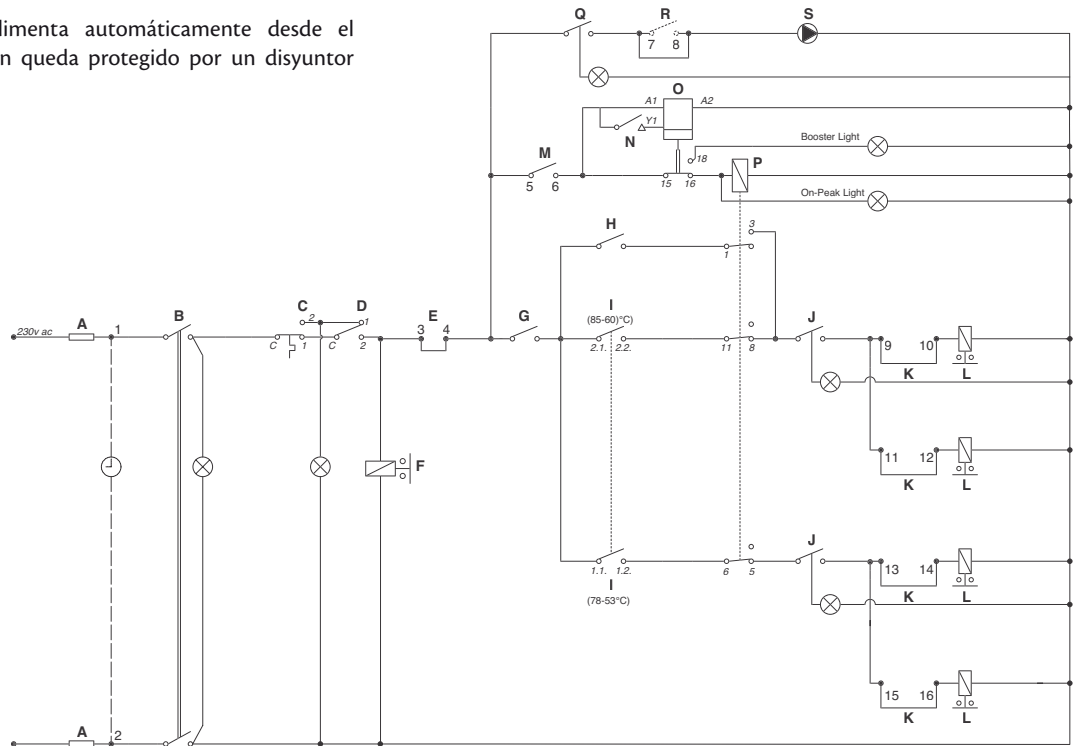 limenta automáticamente desde el
n queda protegido por un disyuntor
Q R S
7 8
O
A1 A2
Y1
N
Booster Light
18
M P
5 6 15 16
On-Peak Light
H 3
1
C D I
2 (85-60)°C
230v ac A 1 B 1 E G J
3 4
C 1 C 2 2.1. 2.2. 11 8 9 10
K L
F
11 12
K L
J
1.1. 1.2. 6 5 13 14
I K L
(78-53°C)
15 16
A 2 K L